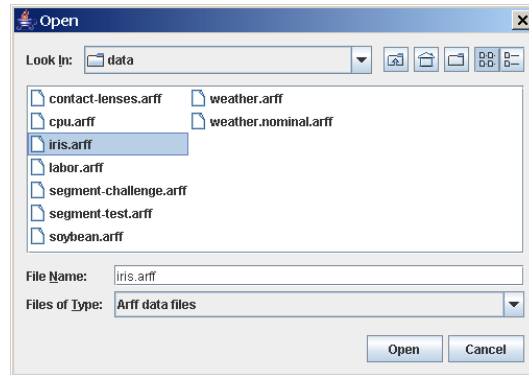 Open
Look In: data
contact-lenses.arff
cpu.arff
iris.arff
labor.arff
segment-challenge.arff
segment-test.arff
soybean.arff
weather.arff
weather.nominal.arff
File Name: iris.arff
Files of Type: Arff data files
Open Cancel